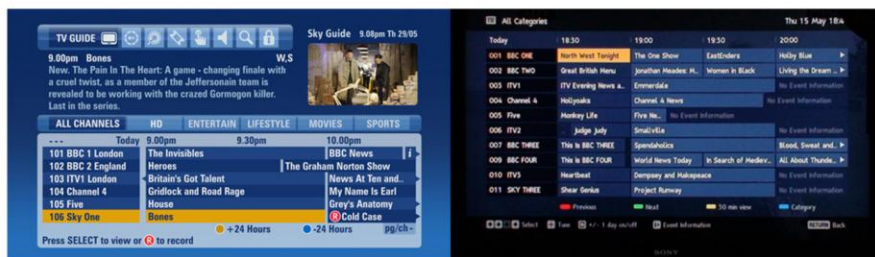 TV GUIDE
Sky Guide 9.08pm Th 29/05
9.00pm Bones W,S
New. The Pain In The Heart: A game - changing finale with
a cruel twist, as a member of the Jeffersonian team is
revealed to be working with the crazed Gormogon killer.
Last in the series.
ALL CHANNELS HD ENTERTAIN LIFESTYLE MOVIES SPORTS
--- Today 9.00pm 9.30pm 10.00pm
101 BBC 1 London The Invisibles BBC News i
102 BBC 2 England Heroes The Graham Norton Show
103 ITV1 London Britain's Got Talent News At Ten and..
104 Channel 4 Gridlock and Road Rage My Name Is Earl
105 Five House Grey's Anatomy
106 Sky One Bones R Cold Case
+24 Hours -24 Hours pg/ch-
Press SELECT to view or R to record
All Categories Thu 15 May 18:4
Today 18:30 19:00 19:30 20:00
001 BBC ONE North West Tonight The One Show EastEnders Holby Blue
002 BBC TWO Great British Menu Jonathan Meades: M.. Women in Black Living the Dream ..
003 ITV1 ITV Evening News a.. Emmerdale No Event Information
004 Channel 4 Hollyoaks Channel 4 News No Event Information
005 Five Monkey Life Five Ne.. No Event Information
006 ITV2 .. Judge Judy Smallville No Event Information
007 BBC THREE This is BBC THREE Spendaholics Blood, Sweat and..
009 BBC FOUR This is BBC FOUR World News Today In Search of Mediev.. All About Thunde..
010 ITV3 Heartbeat Dempsey and Makepeace No Event Information
011 SKY THREE Shear Genius Project Runway No Event Information
Previous Next 30 min view Category
Select Tune +/- 1 day on/off Event Information RETURN Back
SONY